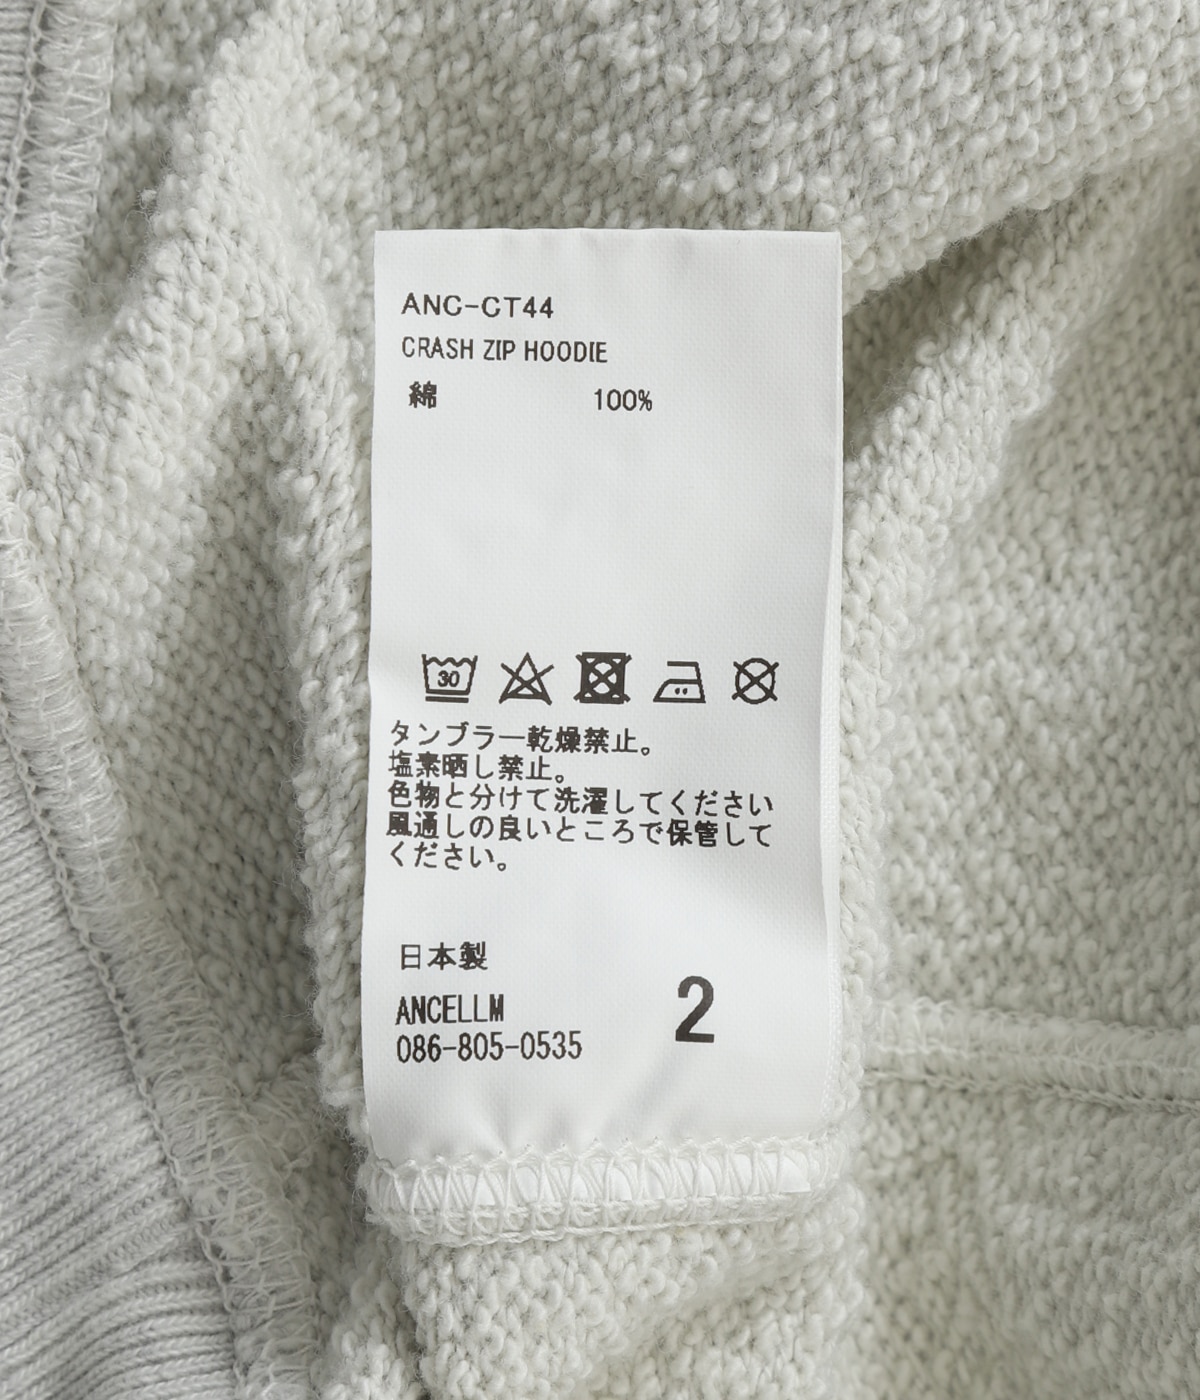 ANC-CT44
CRASH ZIP HOODIE
綿 100%
30
タンブラー乾燥禁止。
塩素晒し禁止。
色物と分けて洗濯してください
風通しの良いところで保管して
ください。
日本製
ANCELLM
086-805-0535
2